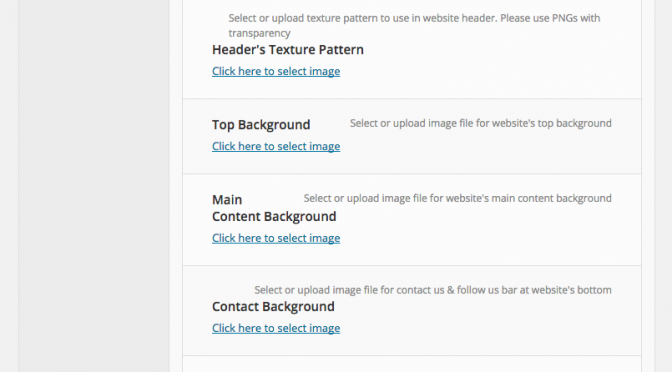 Select or upload texture pattern to use in website header. Please use PNGs with
transparency
Header's Texture Pattern
Click here to select image
Top Background
Select or upload image file for website's top background
Click here to select image
Main
Select or upload image file for website's main content background
Content Background
Click here to select image
Select or upload image file for contact us & follow us bar at website's bottom
Contact Background
Click here to select image